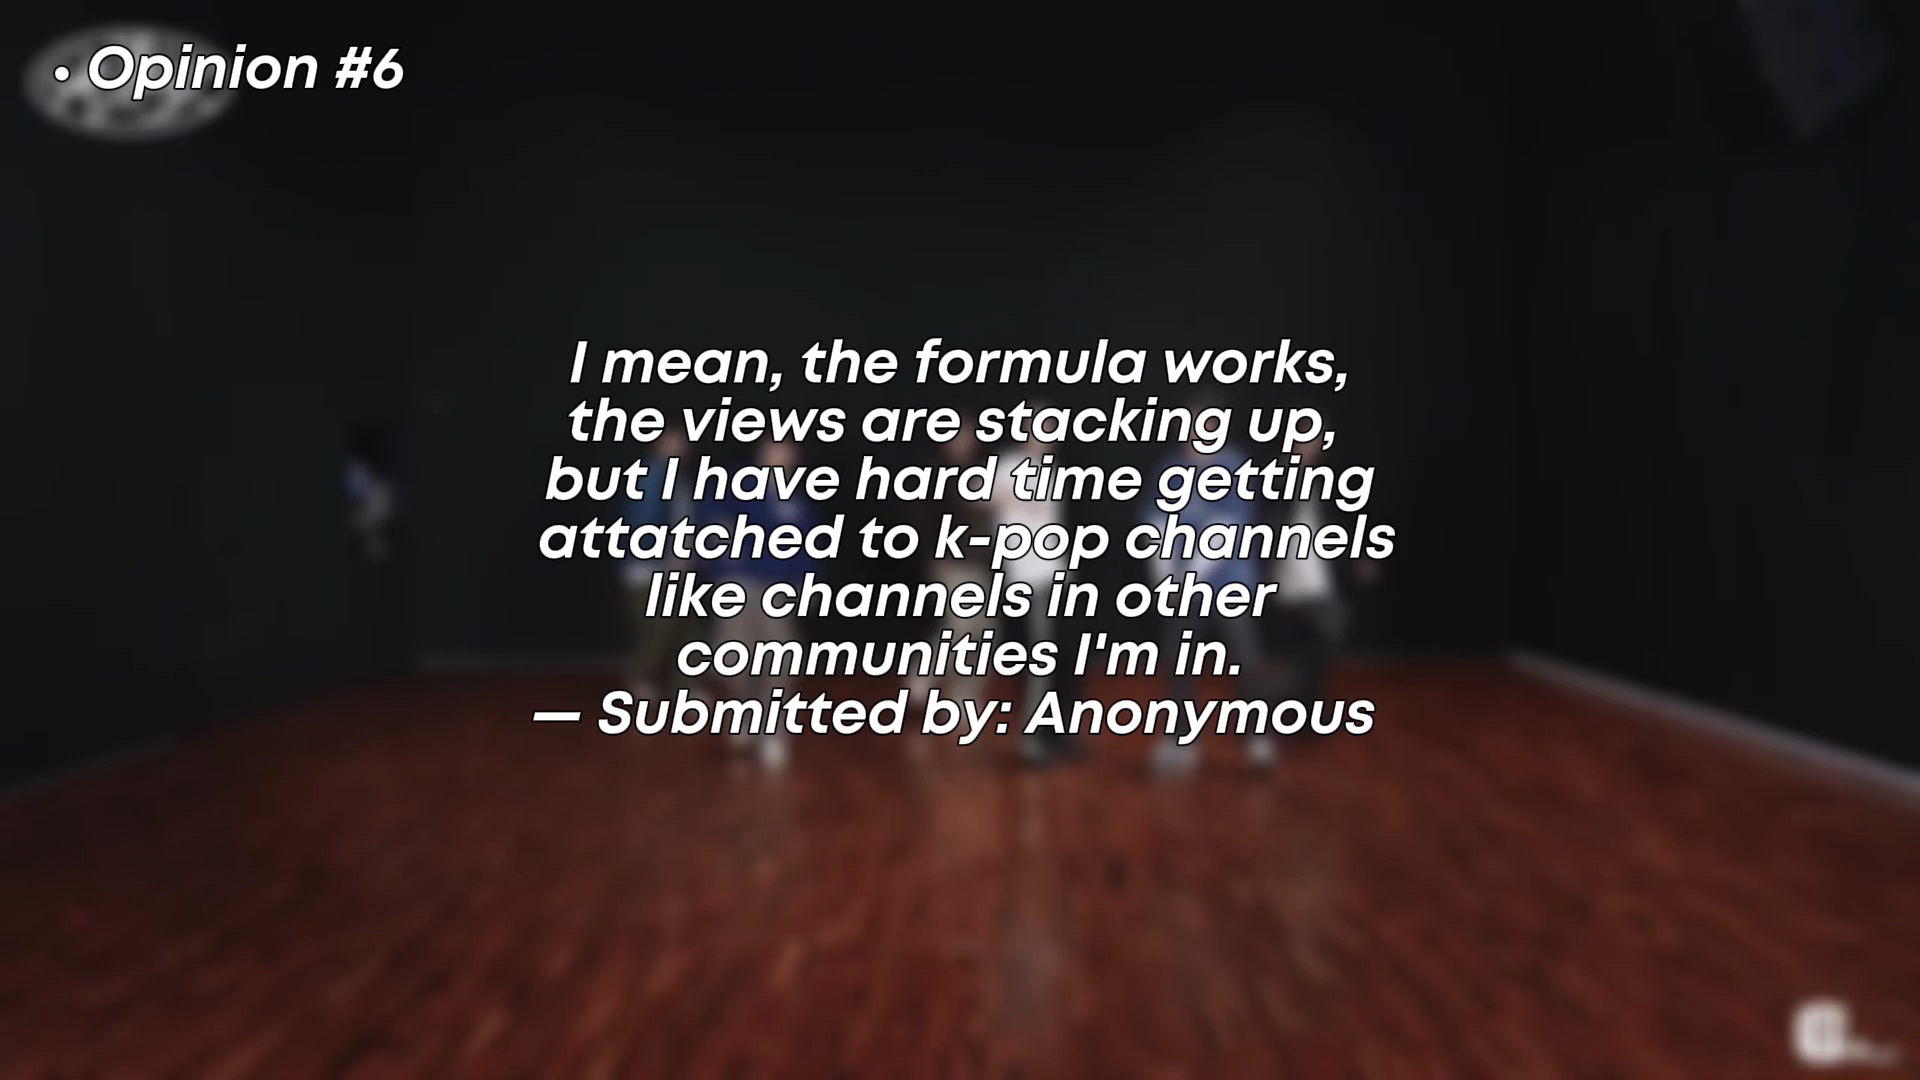 • Opinion #6
I mean, the formula works,
the views are stacking up,
but I have hard time getting
attatched to k-pop channels
like channels in other
communities I'm in.
— Submitted by: Anonymous